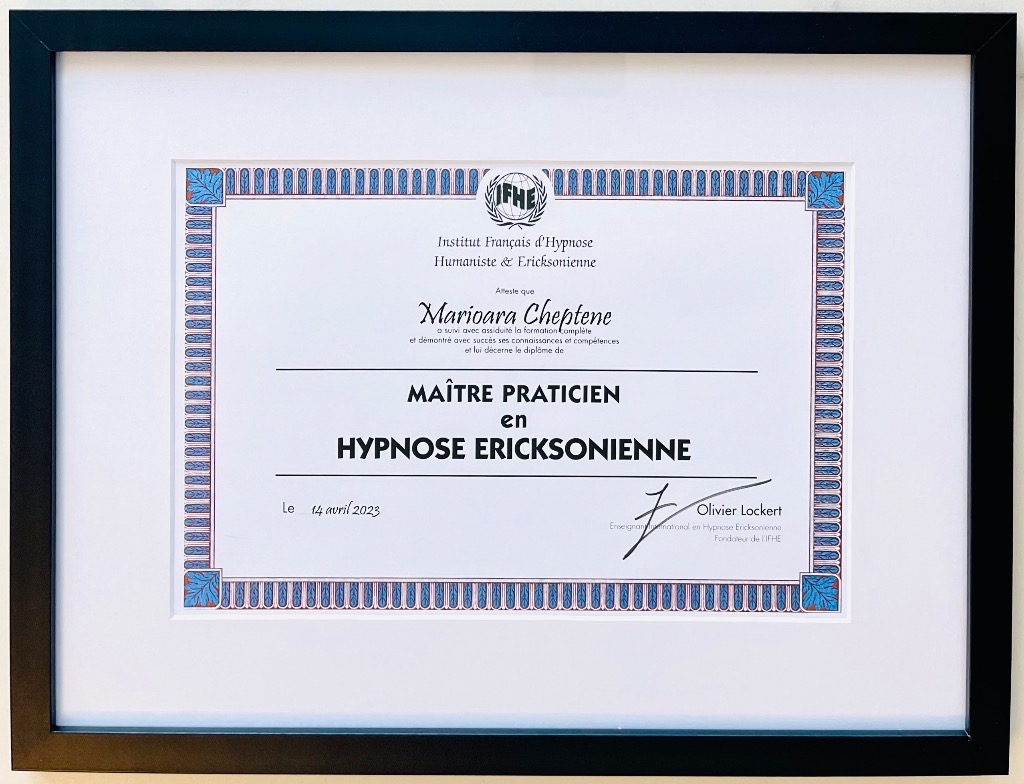 IFHE
Institut Français d'Hypnose
Humaniste & Ericksonienne
Atteste que
Marioara Cheptene
a suivi avec assiduité la formation complète
et démontré avec succès ses connaissances et compétences
et lui décerne le diplôme de
MAÎTRE PRATICIEN
en
HYPNOSE ERICKSONIENNE
Le 14 avril 2023
Olivier Lockert
Enseignant International en Hypnose Ericksonienne
Fondateur de l'IFHE